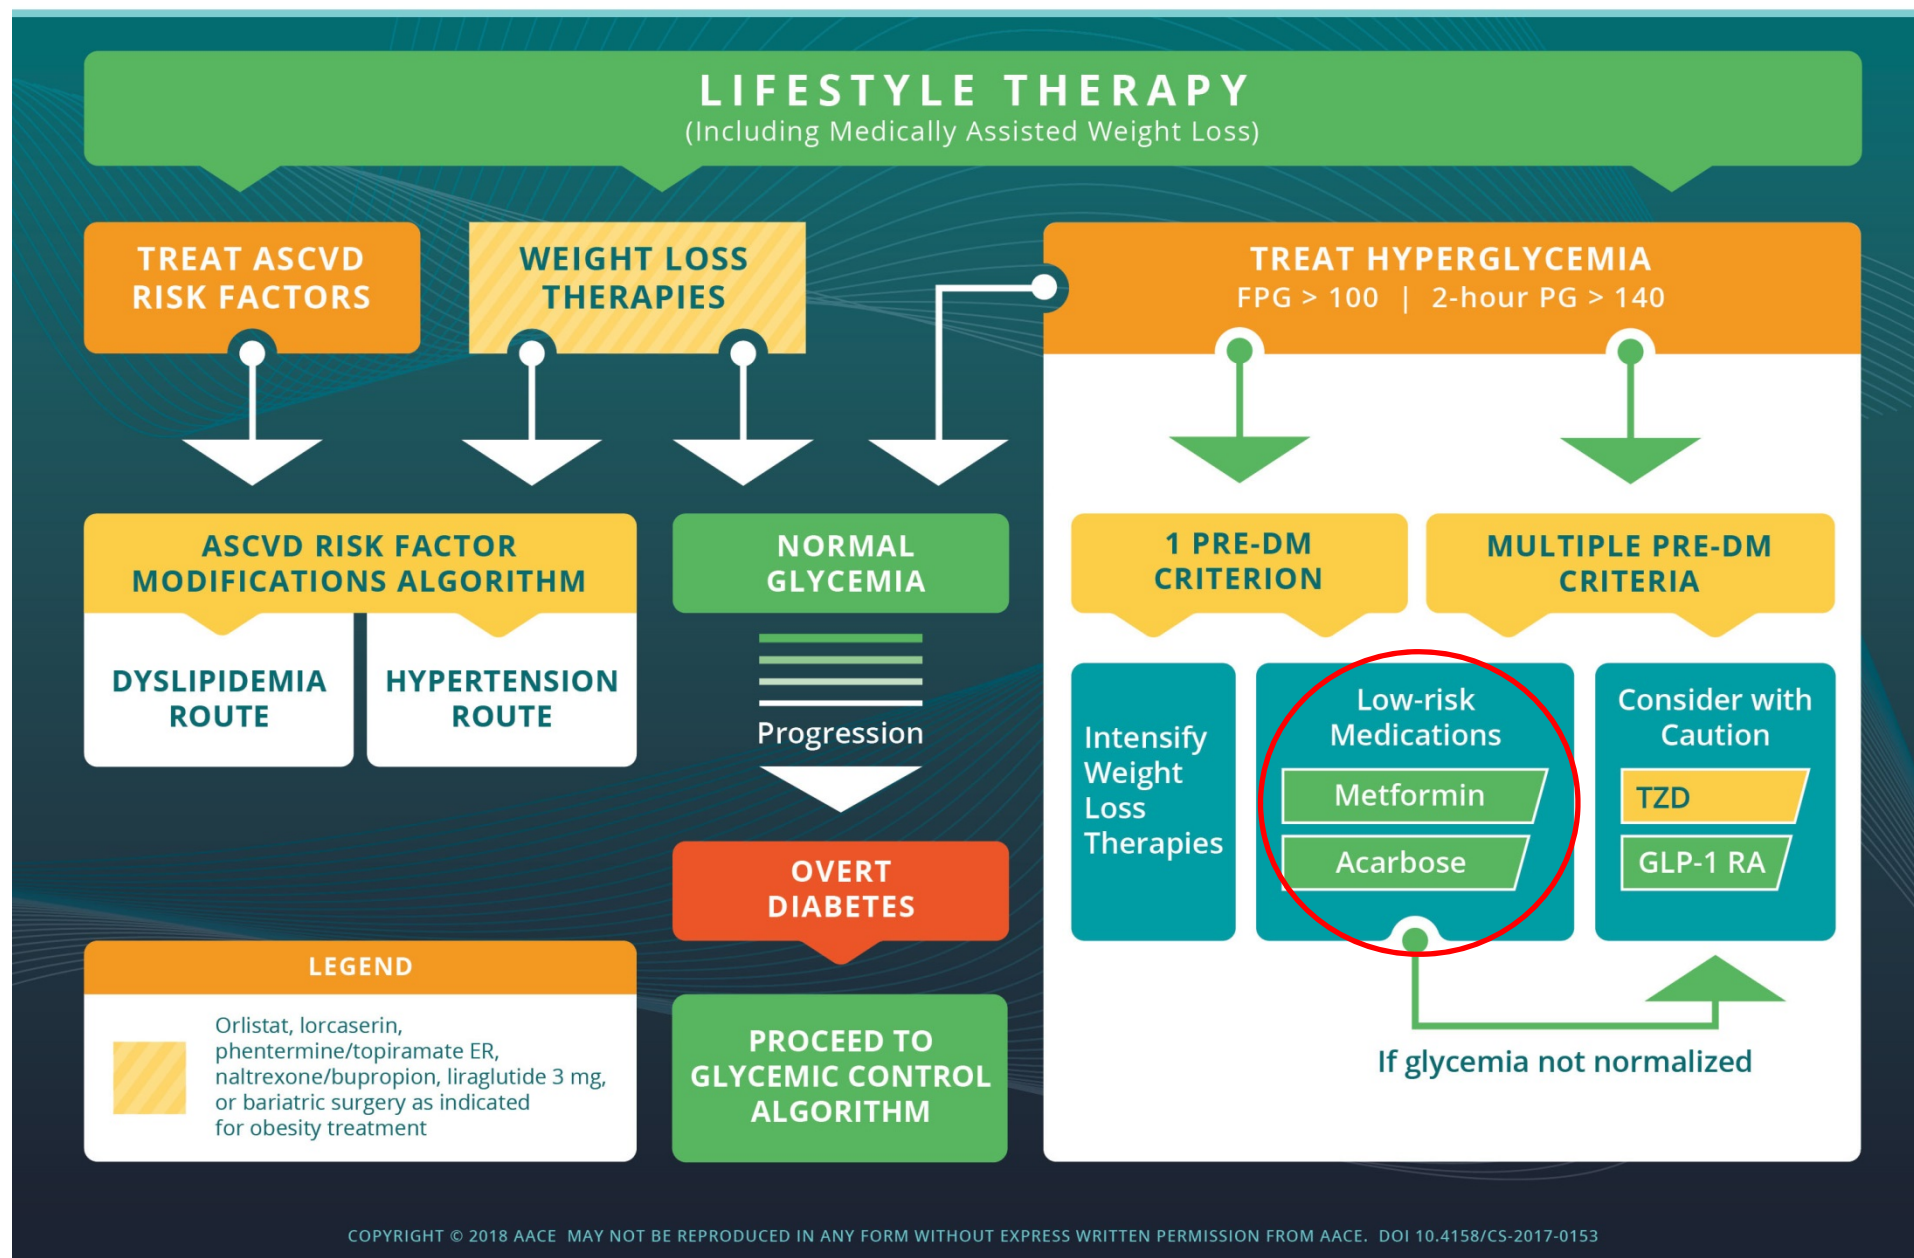 LIFESTYLE THERAPY
(Including Medically Assisted Weight Loss)
TREAT ASCVD
RISK FACTORS
WEIGHT LOSS
THERAPIES
TREAT HYPERGLYCEMIA
FPG > 100 | 2-hour PG > 140
ASCVD RISK FACTOR
MODIFICATIONS ALGORITHM
DYSLIPIDEMIA
ROUTE
HYPERTENSION
ROUTE
NORMAL
GLYCEMIA
Progression
OVERT
DIABETES
PROCEED TO
GLYCEMIC CONTROL
ALGORITHM
1 PRE-DM
CRITERION
MULTIPLE PRE-DM
CRITERIA
Intensify
Weight
Loss
Therapies
Low-risk
Medications
Metformin
Acarbose
Consider with
Caution
TZD
GLP-1 RA
If glycemia not normalized
LEGEND
Orlistat, lorcaserin,
phentermine/topiramate ER,
naltrexone/bupropion, liraglutide 3 mg,
or bariatric surgery as indicated
for obesity treatment
COPYRIGHT © 2018 AACE MAY NOT BE REPRODUCED IN ANY FORM WITHOUT EXPRESS WRITTEN PERMISSION FROM AACE. DOI 10.4158/CS-2017-0153